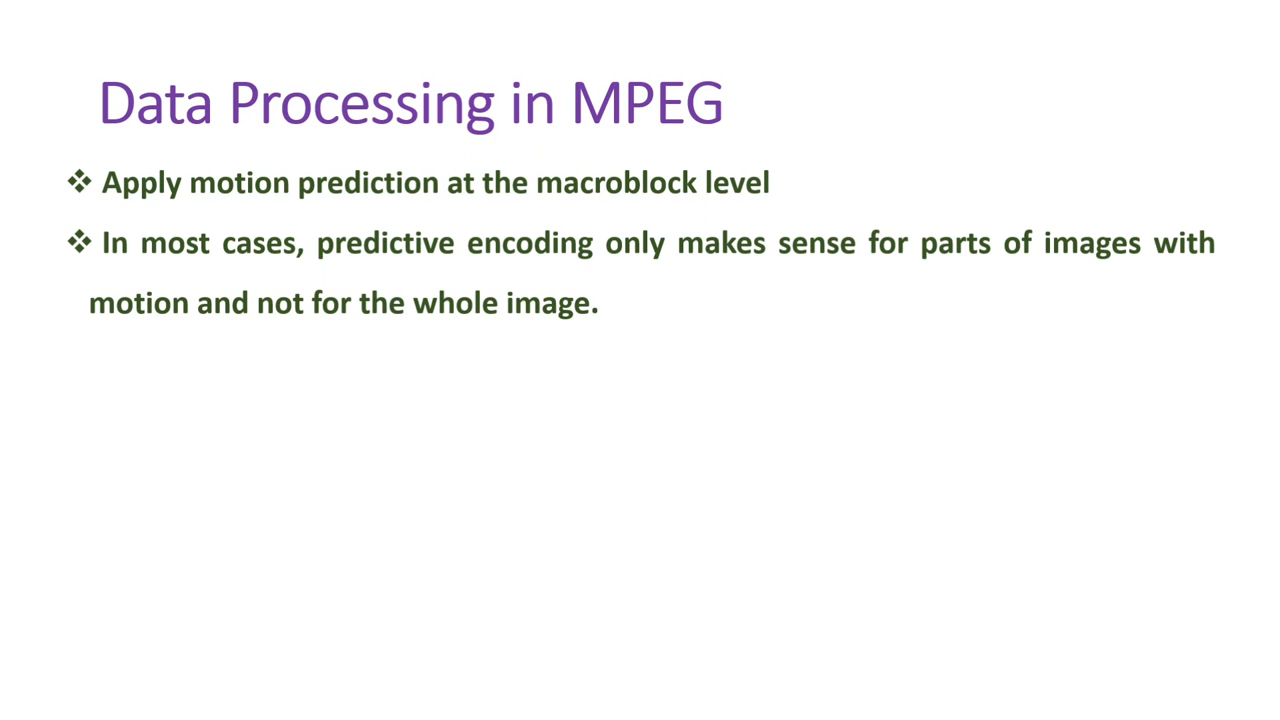 Data Processing in MPEG
❖ Apply motion prediction at the macroblock level
❖ In most cases, predictive encoding only makes sense for parts of images with
motion and not for the whole image.